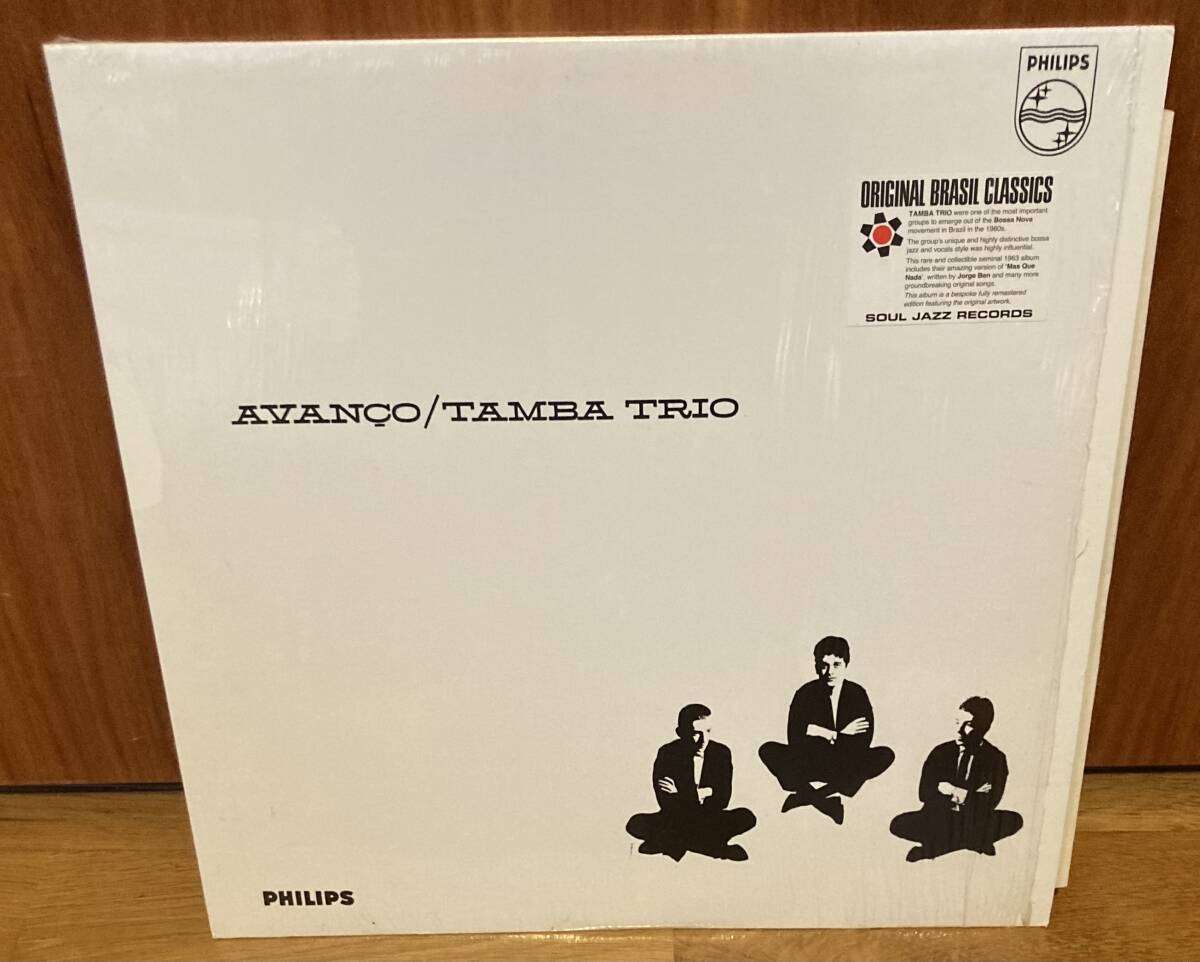 PHILIPS
ORIGINAL BRASIL CLASSICS
TAMBA TRIO were one of the most important
groups to emerge out of the Bossa Nova
movement in Brazil in the 1960s.
The group's unique and highly distinctive bossa
jazz and vocals style was highly influential.
This rare and collectible seminal 1963 album
includes their amazing version of 'Mas Que
Nada', written by Jorge Ben and many more
groundbreaking original songs.
This album is a bespoke fully remastered
edition featuring the original artwork.
SOUL JAZZ RECORDS
AVANÇO/TAMBA TRIO
PHILIPS